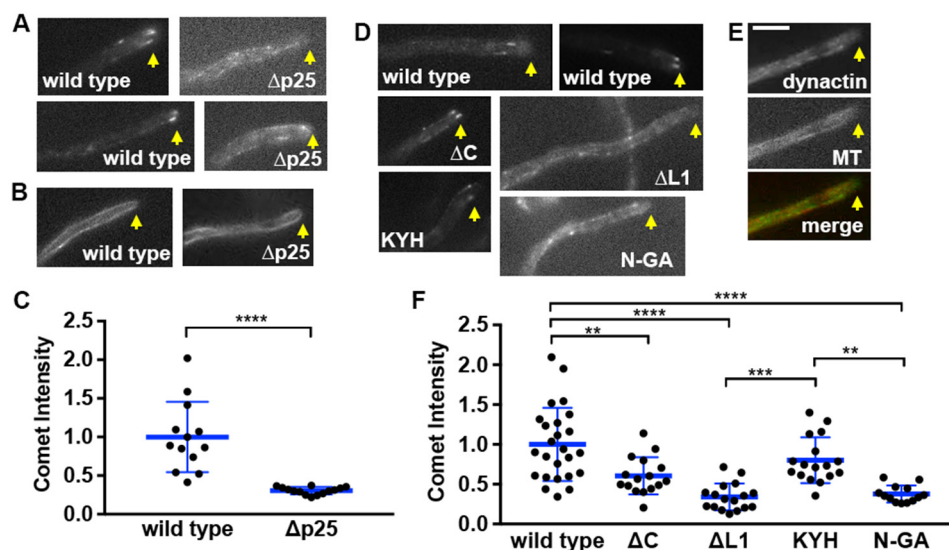 A
wild type
Δp25
wild type
Δp25
B
wild type
Δp25
D
wild type
wild type
ΔC
ΔL1
KYH
N-GA
E
dynactin
MT
merge
C
Comet Intensity
2.5
2.0
1.5
1.0
0.5
0.0
****
wild type
Δp25
F
Comet Intensity
2.5
2.0
1.5
1.0
0.5
0.0
****
****
**
***
**
wild type
ΔC
ΔL1
KYH
N-GA